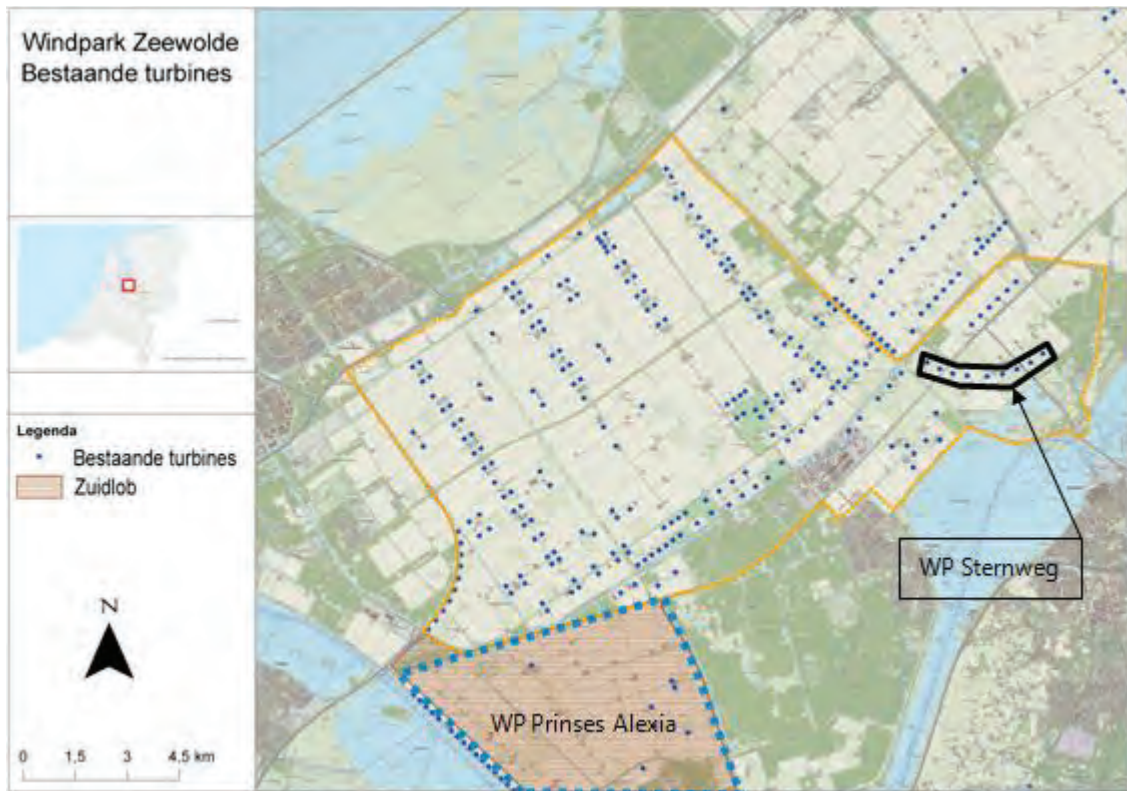 Windpark Zeewolde
Bestaande turbines
Legenda
Bestaande turbines
Zuidlob
N
0 1,5 3 4,5 km
WP Sternweg
WP Prinses Alexia